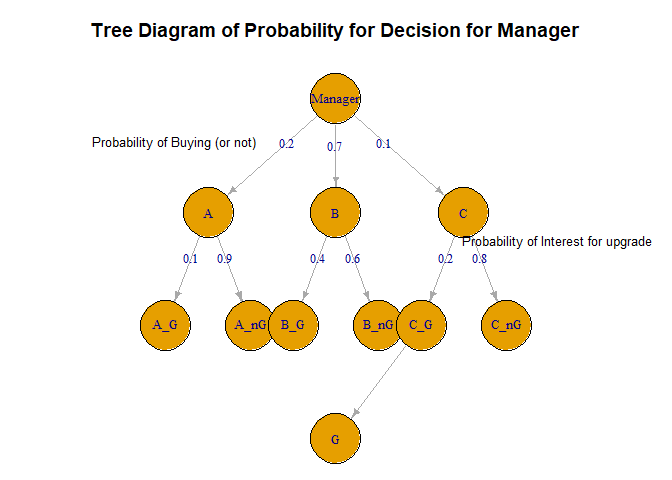 Tree Diagram of Probability for Decision for Manager
Manager
Probability of Buying (or not)
0.2
0.7
0.1
A
B
C
Probability of Interest for upgrade
0.1
0.9
0.4
0.6
0.2
0.8
A_G
A_nG
B_G
B_nG
C_G
C_nG
G